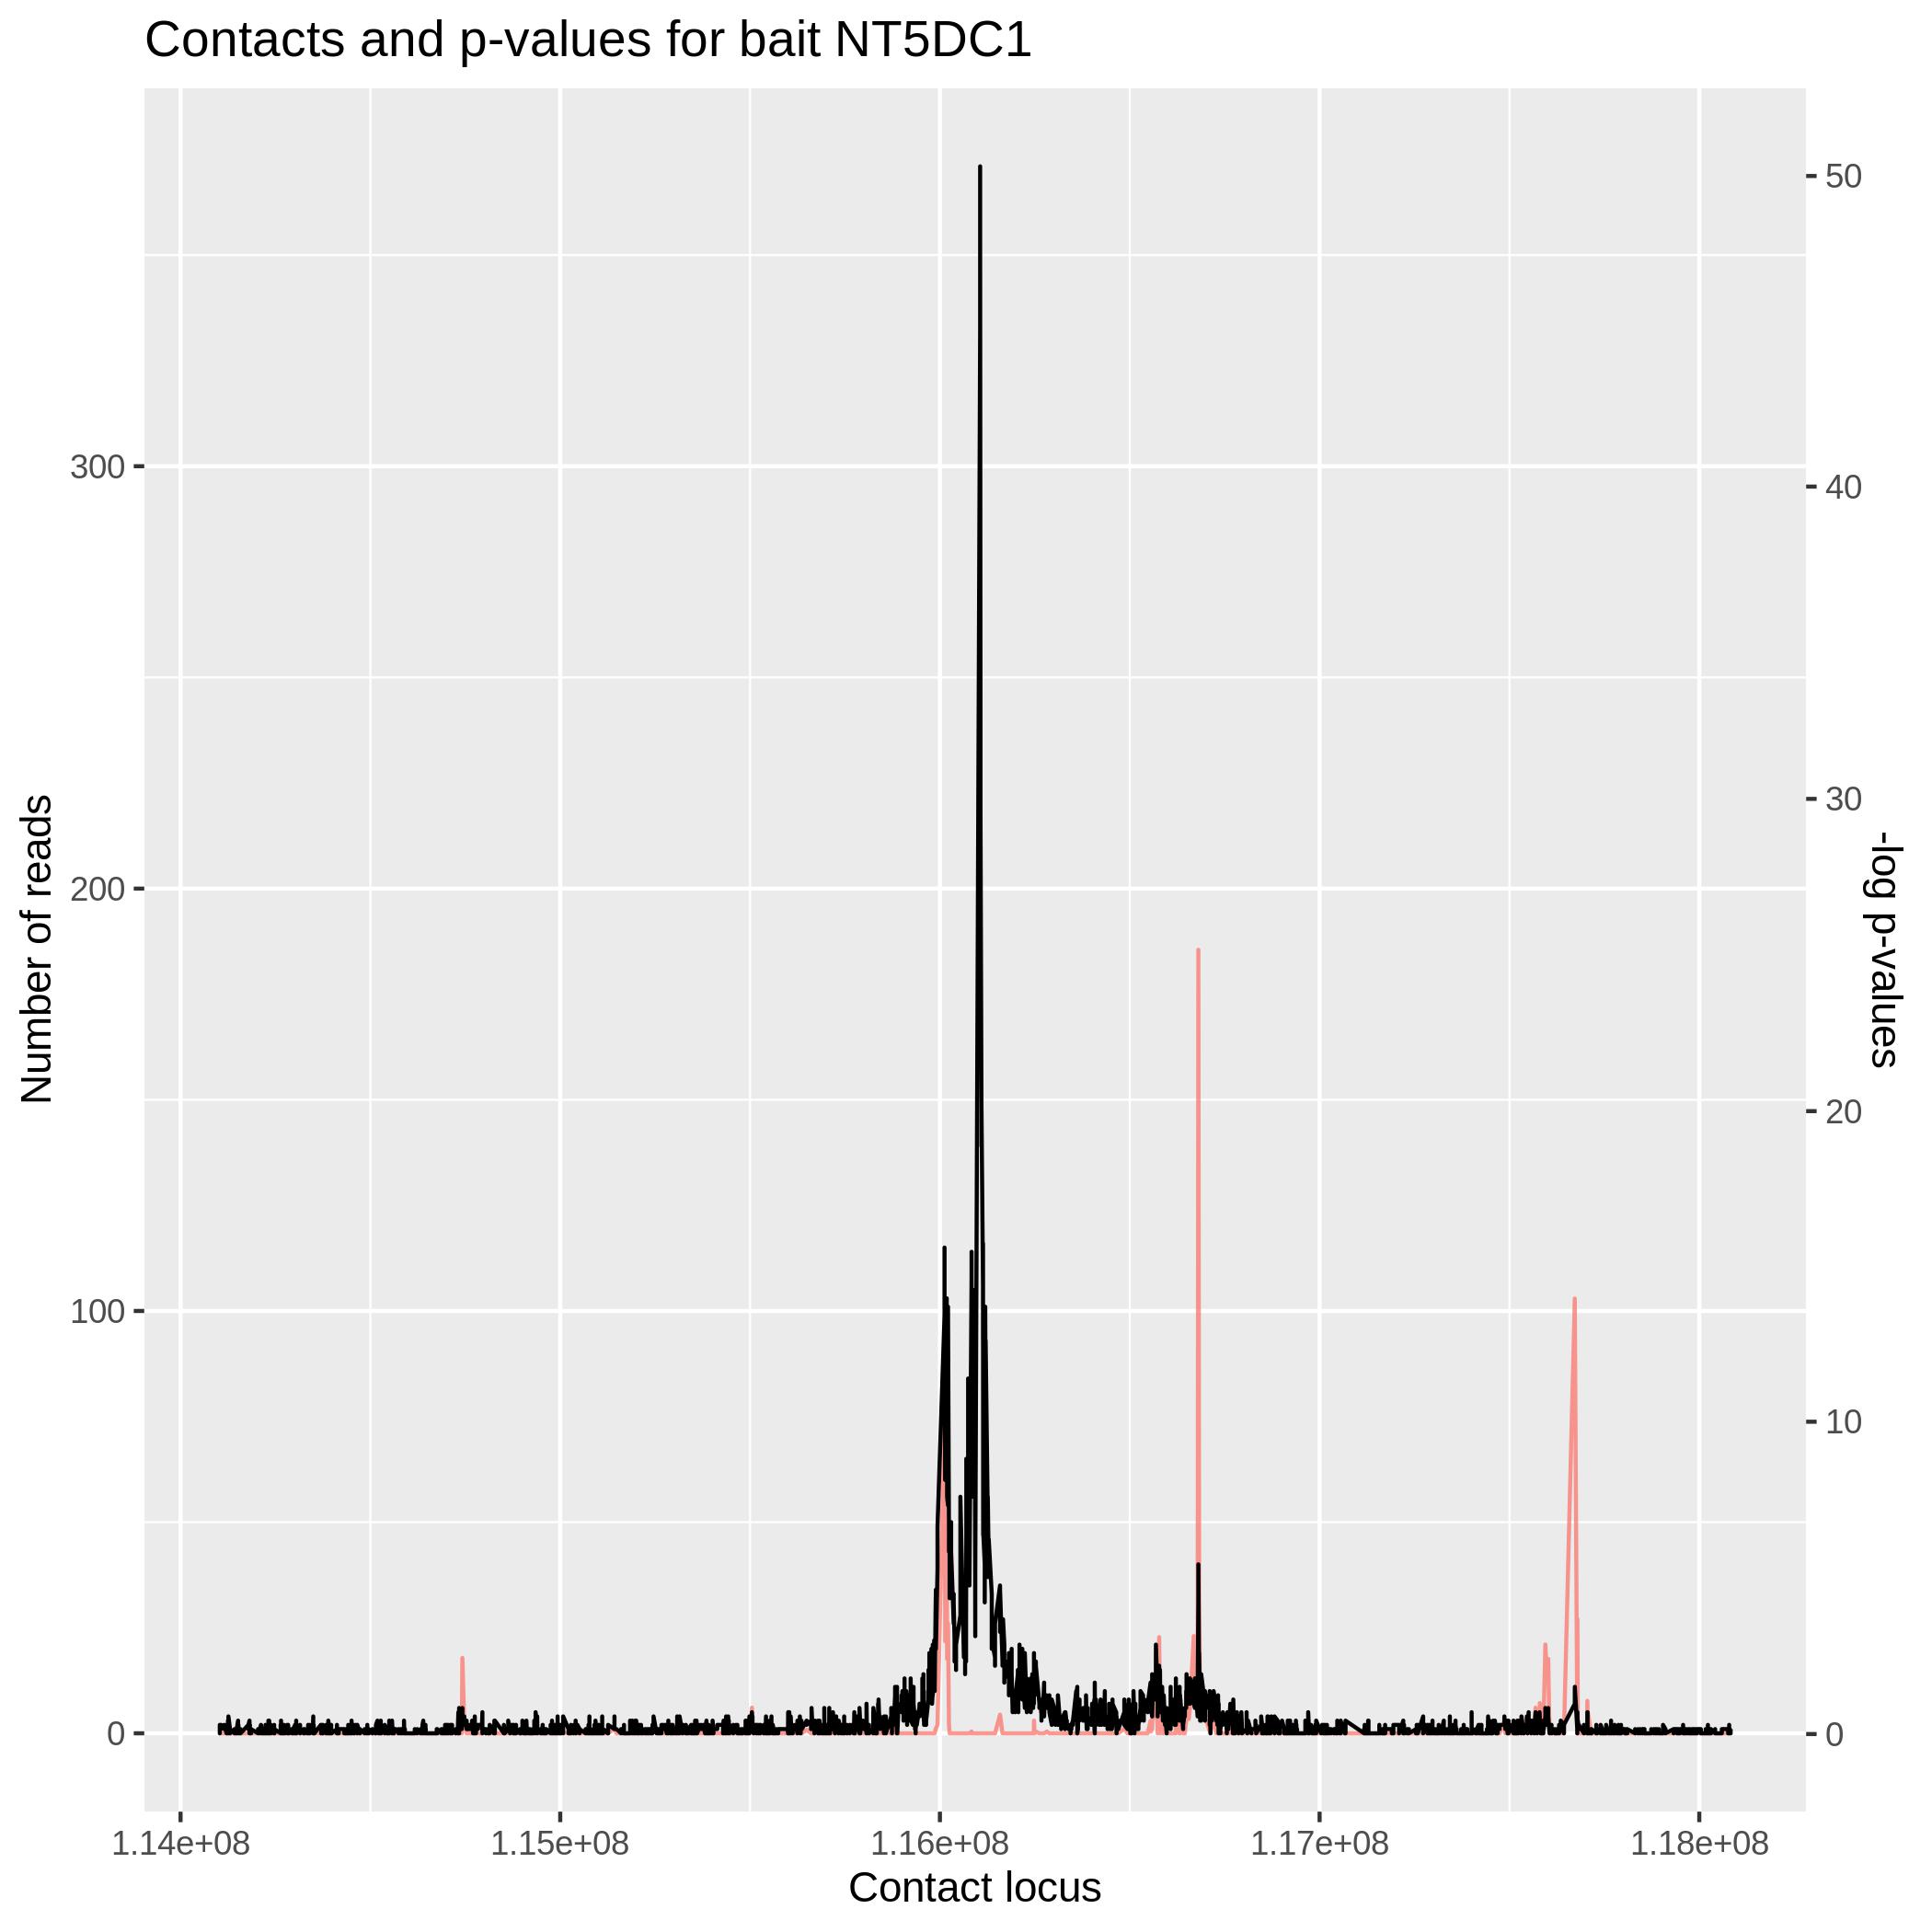 Contacts and p-values for bait NT5DC1
Number of reads
300
200
100
0
50
40
30
20
10
0
-log p-values
1.14e+08 1.15e+08 1.16e+08 1.17e+08 1.18e+08
Contact locus